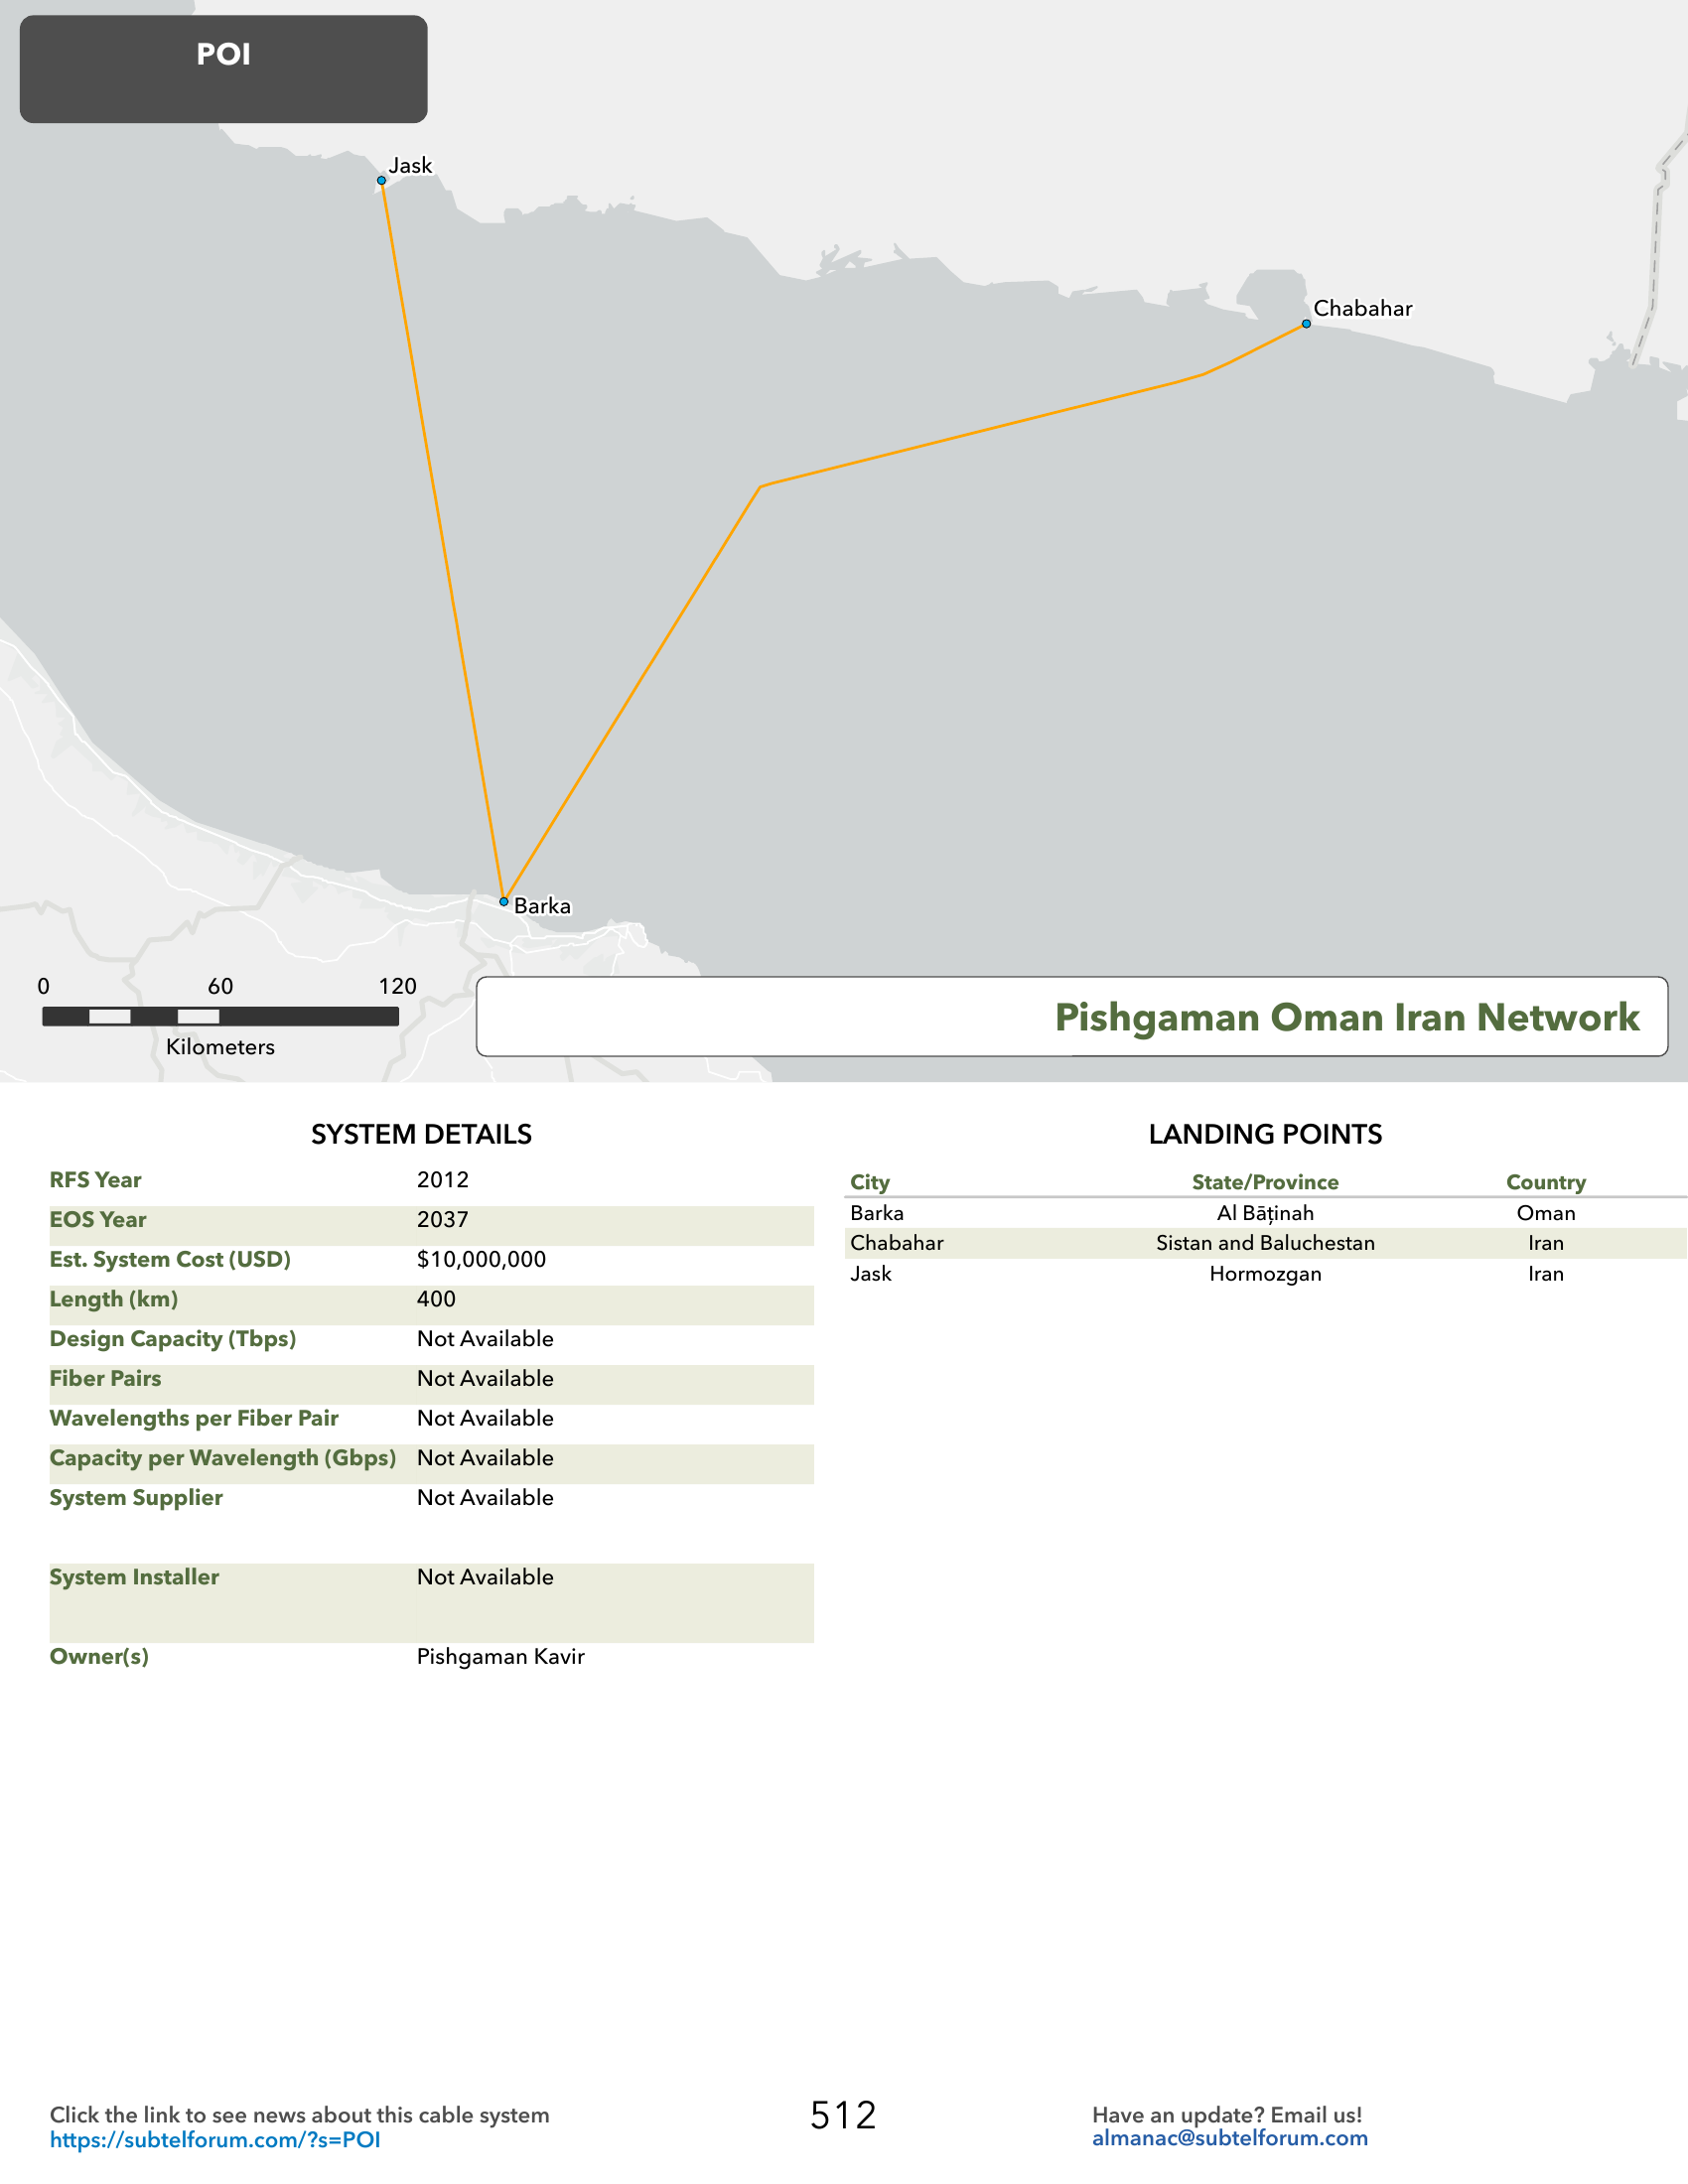 POI
Jask
Chabahar
Barka
0 60 120
Kilometers
Pishgaman Oman Iran Network
SYSTEM DETAILS
RFS Year 2012
EOS Year 2037
Est. System Cost (USD) $10,000,000
Length (km) 400
Design Capacity (Tbps) Not Available
Fiber Pairs Not Available
Wavelengths per Fiber Pair Not Available
Capacity per Wavelength (Gbps) Not Available
System Supplier Not Available
System Installer Not Available
Owner(s) Pishgaman Kavir
LANDING POINTS
City State/Province Country
Barka Al Bāţinah Oman
Chabahar Sistan and Baluchestan Iran
Jask Hormozgan Iran
Click the link to see news about this cable system
https://subtelforum.com/?s=POI
512
Have an update? Email us!
almanac@subtelforum.com